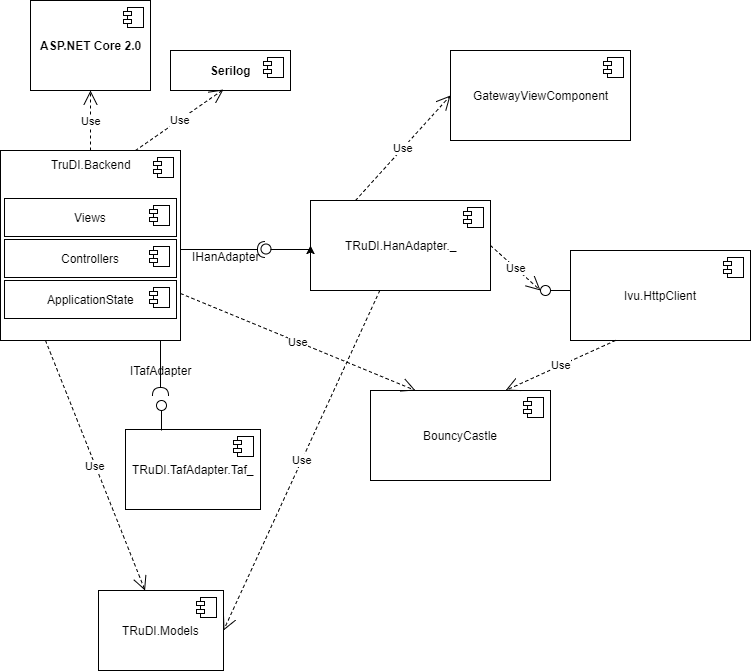 ASP.NET Core 2.0
Serilog
GatewayViewComponent
Use
Use
Use
TruDI.Backend
Views
Controllers
ApplicationState
IHanAdapter
TRuDI.HanAdapter._
Use
Ivu.HttpClient
Use
Use
ITafAdapter
BouncyCastle
TRuDI.TafAdapter.Taf_
Use
Use
TRuDI.Models